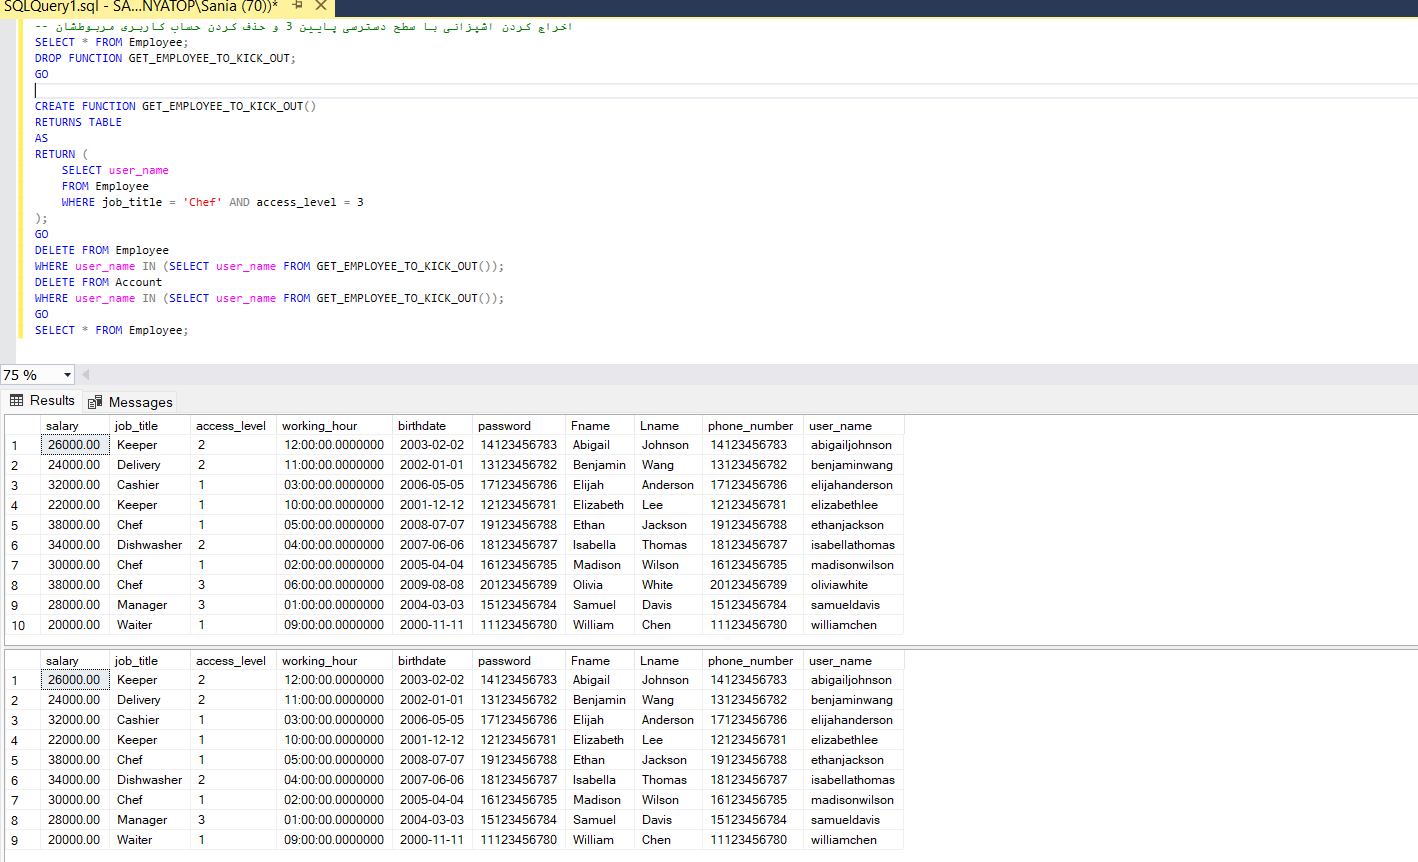 SQLQuery1.sql - SA...NYATOP\Sania (70))*
-- اخراج کردن اشپزانی با سطح دسترسی پایین 3 و حذف کردن حساب کاربری مربوطشان
SELECT * FROM Employee;
DROP FUNCTION GET_EMPLOYEE_TO_KICK_OUT;
GO
CREATE FUNCTION GET_EMPLOYEE_TO_KICK_OUT()
RETURNS TABLE
AS
RETURN (
SELECT user_name
FROM Employee
WHERE job_title = 'Chef' AND access_level = 3
);
GO
DELETE FROM Employee
WHERE user_name IN (SELECT user_name FROM GET_EMPLOYEE_TO_KICK_OUT());
DELETE FROM Account
WHERE user_name IN (SELECT user_name FROM GET_EMPLOYEE_TO_KICK_OUT());
GO
SELECT * FROM Employee;
75 %
Results Messages
salary job_title access_level working_hour birthdate password Fname Lname phone_number user_name
1 26000.00 Keeper 2 12:00:00.0000000 2003-02-02 14123456783 Abigail Johnson 14123456783 abigailjohnson
2 24000.00 Delivery 2 11:00:00.0000000 2002-01-01 13123456782 Benjamin Wang 13123456782 benjaminwang
3 32000.00 Cashier 1 03:00:00.0000000 2006-05-05 17123456786 Elijah Anderson 17123456786 elijahanderson
4 22000.00 Keeper 1 10:00:00.0000000 2001-12-12 12123456781 Elizabeth Lee 12123456781 elizabethlee
5 38000.00 Chef 1 05:00:00.0000000 2008-07-07 19123456788 Ethan Jackson 19123456788 ethanjackson
6 34000.00 Dishwasher 2 04:00:00.0000000 2007-06-06 18123456787 Isabella Thomas 18123456787 isabellathomas
7 30000.00 Chef 1 02:00:00.0000000 2005-04-04 16123456785 Madison Wilson 16123456785 madisonwilson
8 38000.00 Chef 3 06:00:00.0000000 2009-08-08 20123456789 Olivia White 20123456789 oliviawhite
9 28000.00 Manager 3 01:00:00.0000000 2004-03-03 15123456784 Samuel Davis 15123456784 samueldavis
10 20000.00 Waiter 1 09:00:00.0000000 2000-11-11 11123456780 William Chen 11123456780 williamchen
salary job_title access_level working_hour birthdate password Fname Lname phone_number user_name
1 26000.00 Keeper 2 12:00:00.0000000 2003-02-02 14123456783 Abigail Johnson 14123456783 abigailjohnson
2 24000.00 Delivery 2 11:00:00.0000000 2002-01-01 13123456782 Benjamin Wang 13123456782 benjaminwang
3 32000.00 Cashier 1 03:00:00.0000000 2006-05-05 17123456786 Elijah Anderson 17123456786 elijahanderson
4 22000.00 Keeper 1 10:00:00.0000000 2001-12-12 12123456781 Elizabeth Lee 12123456781 elizabethlee
5 38000.00 Chef 1 05:00:00.0000000 2008-07-07 19123456788 Ethan Jackson 19123456788 ethanjackson
6 34000.00 Dishwasher 2 04:00:00.0000000 2007-06-06 18123456787 Isabella Thomas 18123456787 isabellathomas
7 30000.00 Chef 1 02:00:00.0000000 2005-04-04 16123456785 Madison Wilson 16123456785 madisonwilson
8 28000.00 Manager 3 01:00:00.0000000 2004-03-03 15123456784 Samuel Davis 15123456784 samueldavis
9 20000.00 Waiter 1 09:00:00.0000000 2000-11-11 11123456780 William Chen 11123456780 williamchen